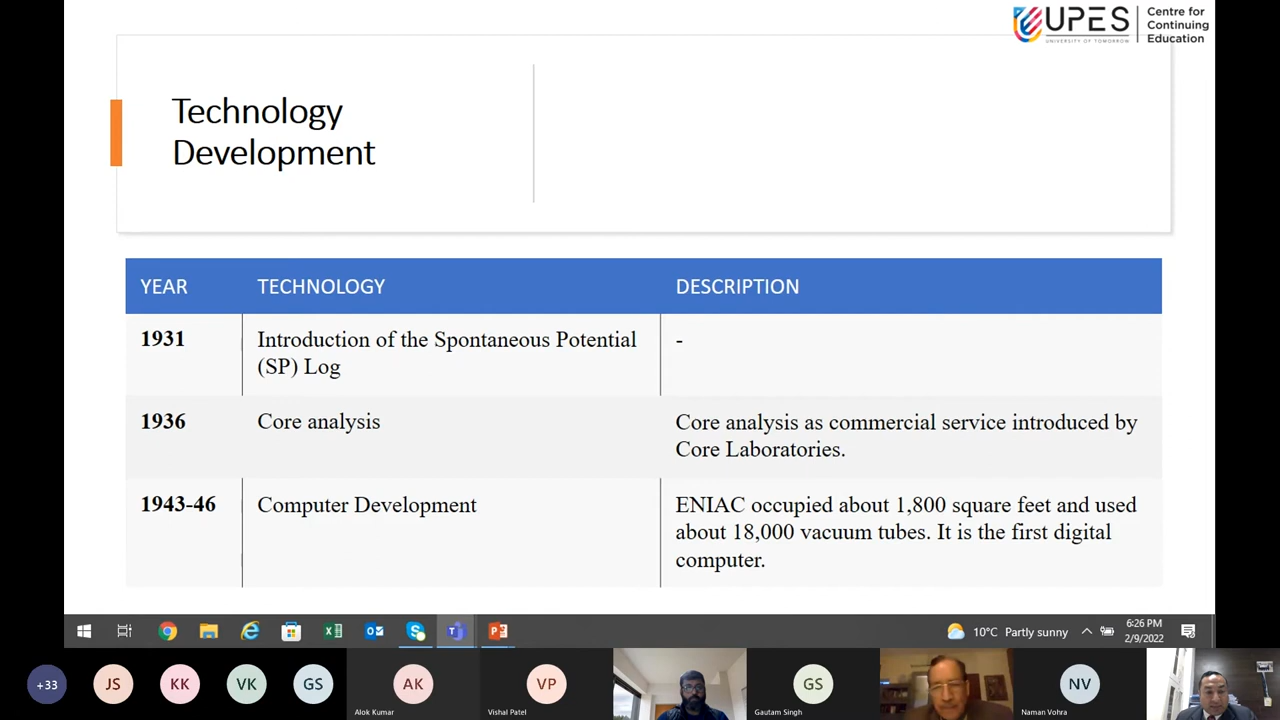 UPES
UNIVERSITY OF TOMORROW
Centre for
Continuing
Education
Technology
Development
YEAR TECHNOLOGY DESCRIPTION
1931 Introduction of the Spontaneous Potential -
(SP) Log
1936 Core analysis Core analysis as commercial service introduced by
Core Laboratories.
1943-46 Computer Development ENIAC occupied about 1,800 square feet and used
about 18,000 vacuum tubes. It is the first digital
computer.
10°C Partly sunny 6:26 PM
2/9/2022
+33 JS KK VK GS AK VP GS NV
Alok Kumar Vishal Patel Gautam Singh Naman Vohra